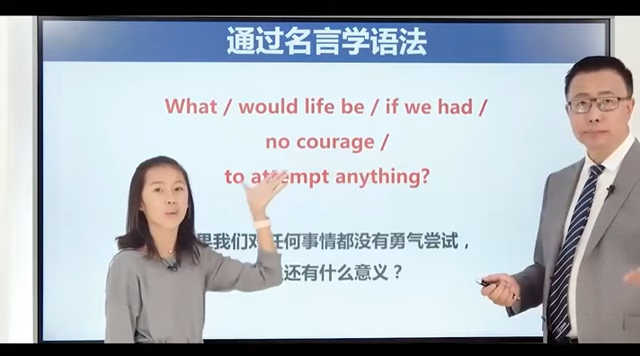 通过名言学语法
What / would life be / if we had /
no courage /
to attempt anything?
果我们对任何事情都没有勇气尝试，
还有什么意义？